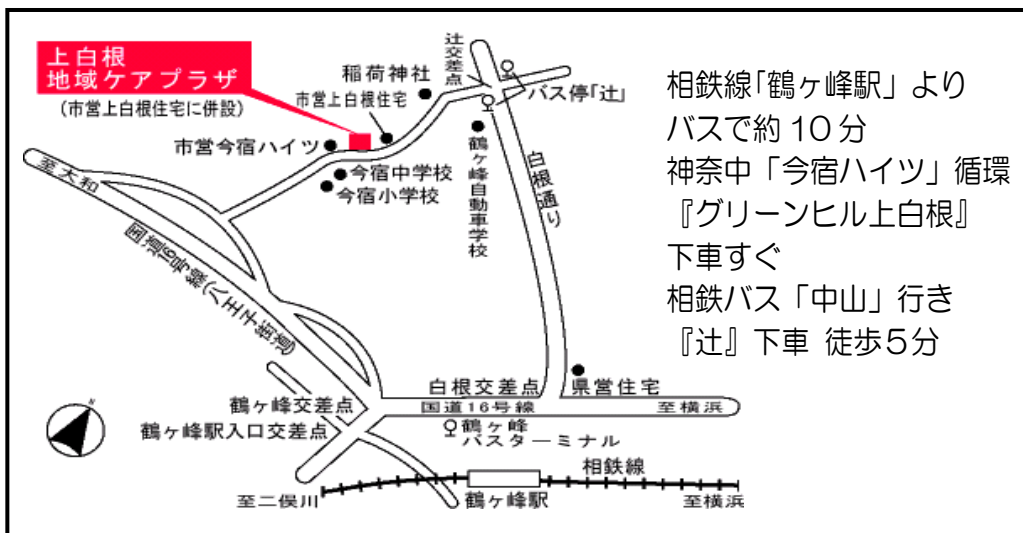 上白根
地域ケアプラザ
(市営上白根住宅に併設)
稲荷神社
市営上白根住宅
辻交差点
バス停「辻」
市営今宿ハイツ
今宿中学校
今宿小学校
鶴ヶ峰自動車学校
白根通り
至大和
国道16号線(八王子街道)
白根交差点
県営住宅
鶴ヶ峰交差点
国道16号線
至横浜
鶴ヶ峰駅入口交差点
鶴ヶ峰
バスターミナル
相鉄線
至二俣川
鶴ヶ峰駅
至横浜
N
相鉄線「鶴ヶ峰駅」より
バスで約10分
神奈中「今宿ハイツ」循環
『グリーンヒル上白根』
下車すぐ
相鉄バス「中山」行き
『辻』下車 徒歩5分